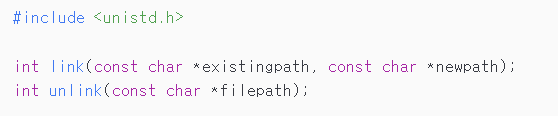 #include <unistd.h>
int link(const char *existingpath, const char *newpath);
int unlink(const char *filepath);